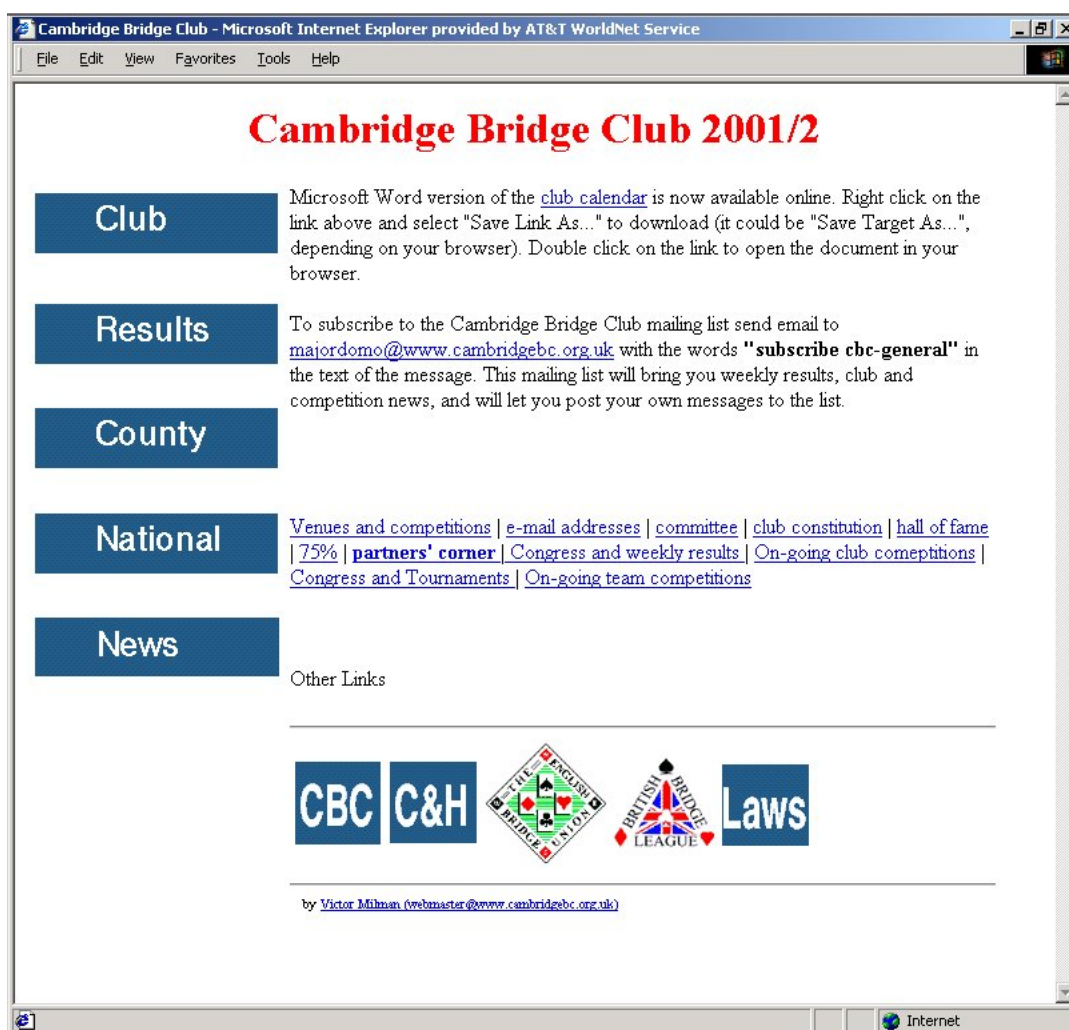 Cambridge Bridge Club - Microsoft Internet Explorer provided by AT&T WorldNet Service
File Edit View Favorites Tools Help
Cambridge Bridge Club 2001/2
Club
Results
County
National
News
Microsoft Word version of the club calendar is now available online. Right click on the
link above and select "Save Link As..." to download (it could be "Save Target As...",
depending on your browser). Double click on the link to open the document in your
browser.
To subscribe to the Cambridge Bridge Club mailing list send email to
majordomo@www.cambridgebc.org.uk with the words "subscribe cbc-general" in
the text of the message. This mailing list will bring you weekly results, club and
competition news, and will let you post your own messages to the list.
Venues and competitions | e-mail addresses | committee | club constitution | hall of fame
| 75% | partners' corner | Congress and weekly results | On-going club comeptitions |
Congress and Tournaments | On-going team competitions
Other Links
CBC
C&H
THE ENGLISH BRIDGE UNION
BRITISH BRIDGE LEAGUE
Laws
by Victor Milman (webmaster@www.cambridgebc.org.uk)
Internet